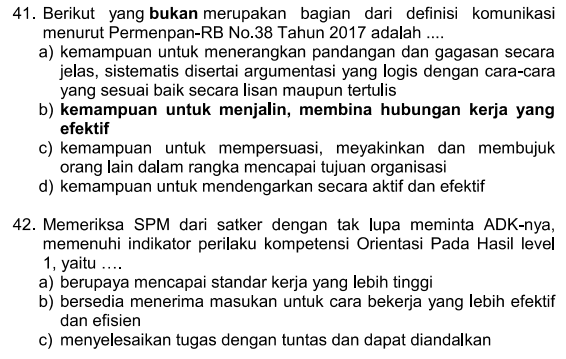 41. Berikut yang bukan merupakan bagian dari definisi komunikasi
menurut Permenpan-RB No.38 Tahun 2017 adalah ....
a) kemampuan untuk menerangkan pandangan dan gagasan secara
jelas, sistematis disertai argumentasi yang logis dengan cara-cara
yang sesuai baik secara lisan maupun tertulis
b) kemampuan untuk menjalin, membina hubungan kerja yang
efektif
c) kemampuan untuk mempersuasi, meyakinkan dan membujuk
orang lain dalam rangka mencapai tujuan organisasi
d) kemampuan untuk mendengarkan secara aktif dan efektif
42. Memeriksa SPM dari satker dengan tak lupa meminta ADK-nya,
memenuhi indikator perilaku kompetensi Orientasi Pada Hasil level
1, yaitu ....
a) berupaya mencapai standar kerja yang lebih tinggi
b) bersedia menerima masukan untuk cara bekerja yang lebih efektif
dan efisien
c) menyelesaikan tugas dengan tuntas dan dapat diandalkan